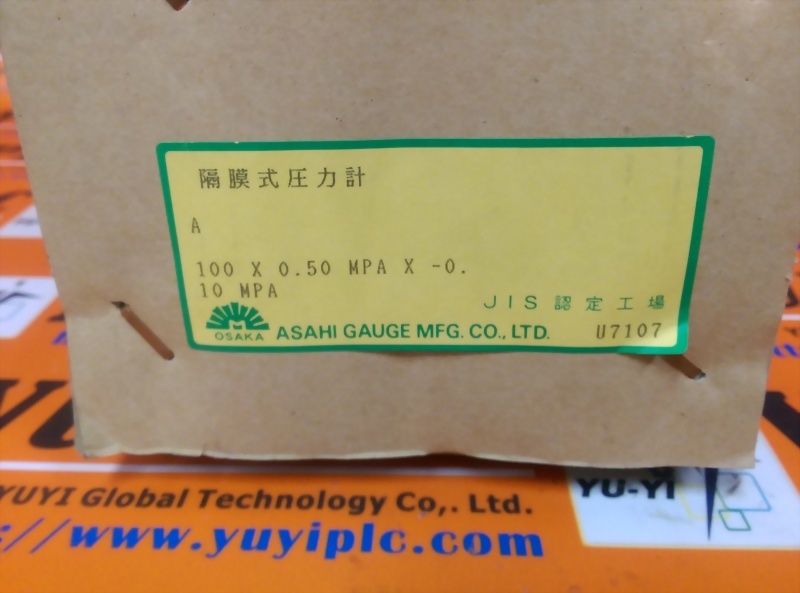 隔膜式圧力計
A
100 X 0.50 MPA X -0.
10 MPA
JIS 認定工場
OSAKA
ASAHI GAUGE MFG. CO., LTD.
U7107
YU-YI
YUYI Global Technology Co,. Ltd.
://www.yuyiplc.com